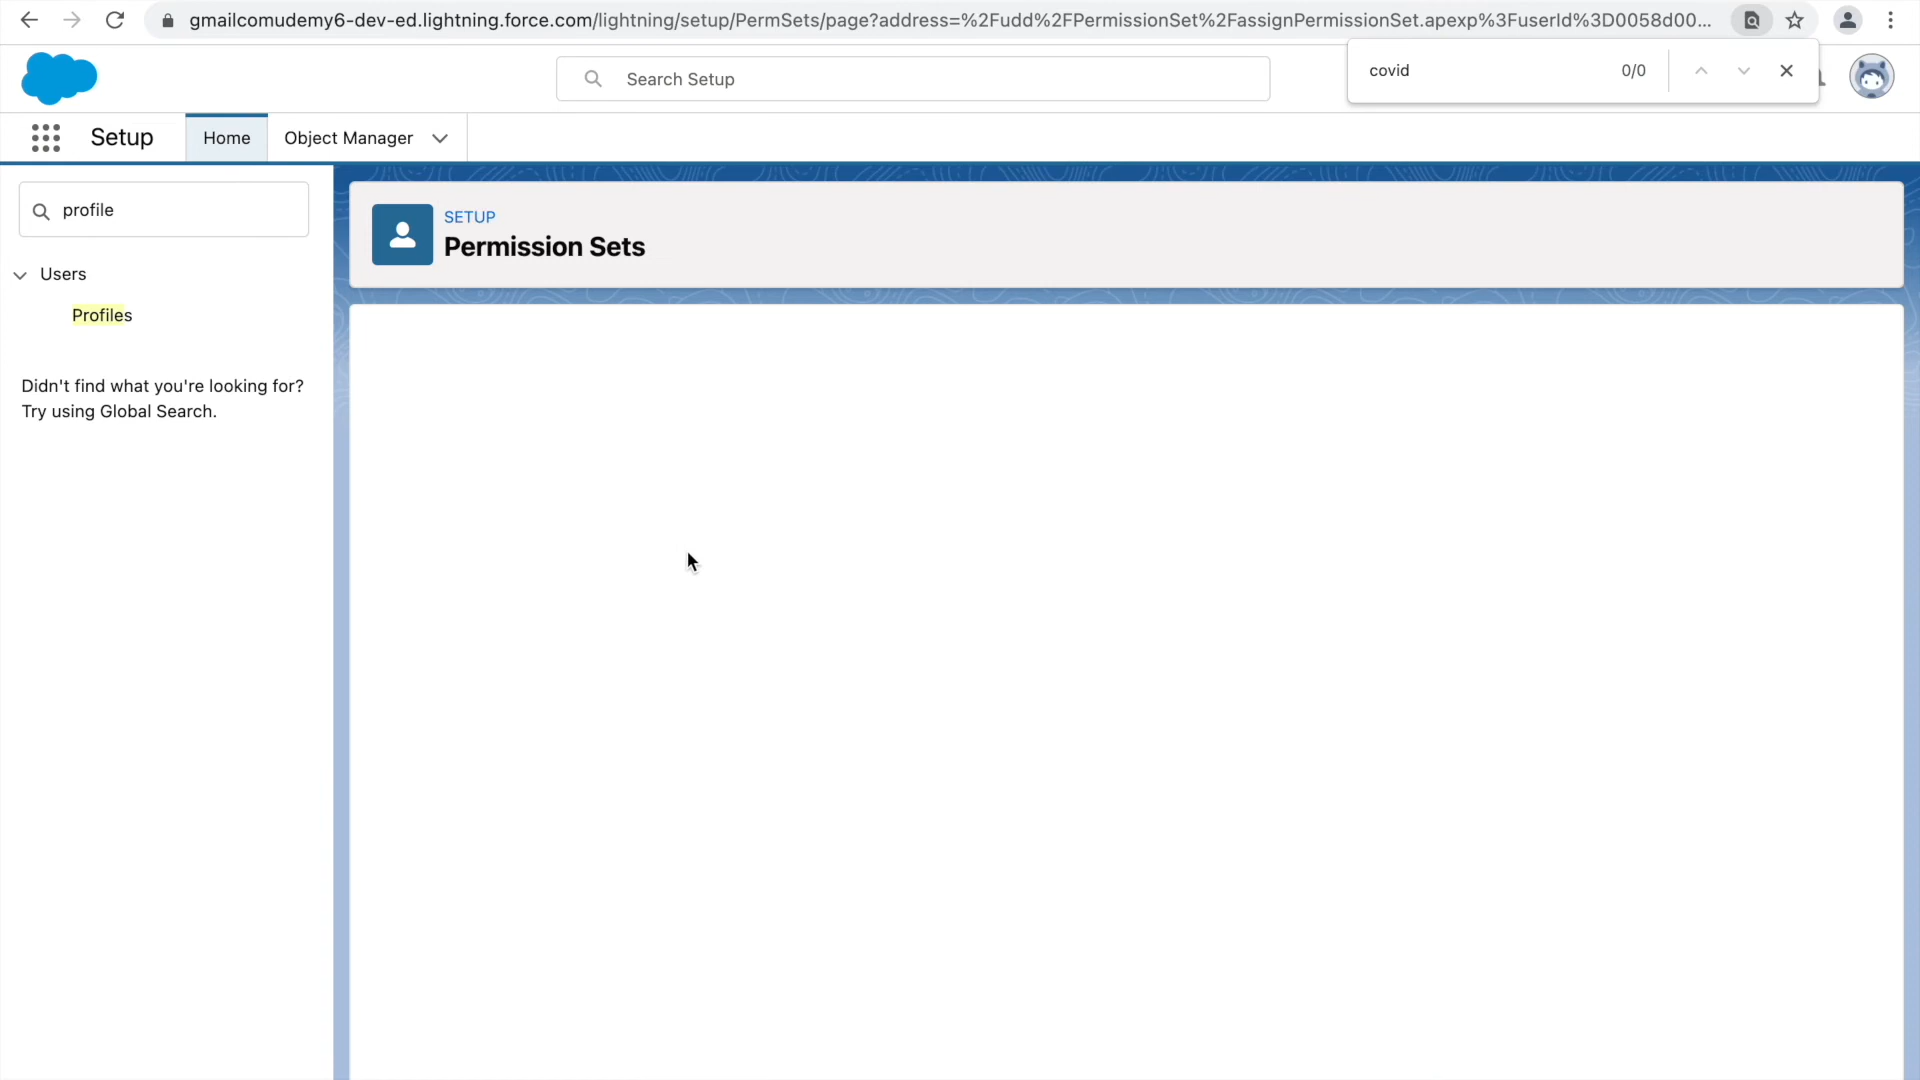 gmailcomudemy6-dev-ed.lightning.force.com/lightning/setup/PermSets/page?address=%2Fudd%2FPermissionSet%2FassignPermissionSet.apexp%3FuserId%3D0058d00...
covid 0/0
Search Setup
Setup Home Object Manager
profile
SETUP
Permission Sets
Users
Profiles
Didn't find what you're looking for?
Try using Global Search.